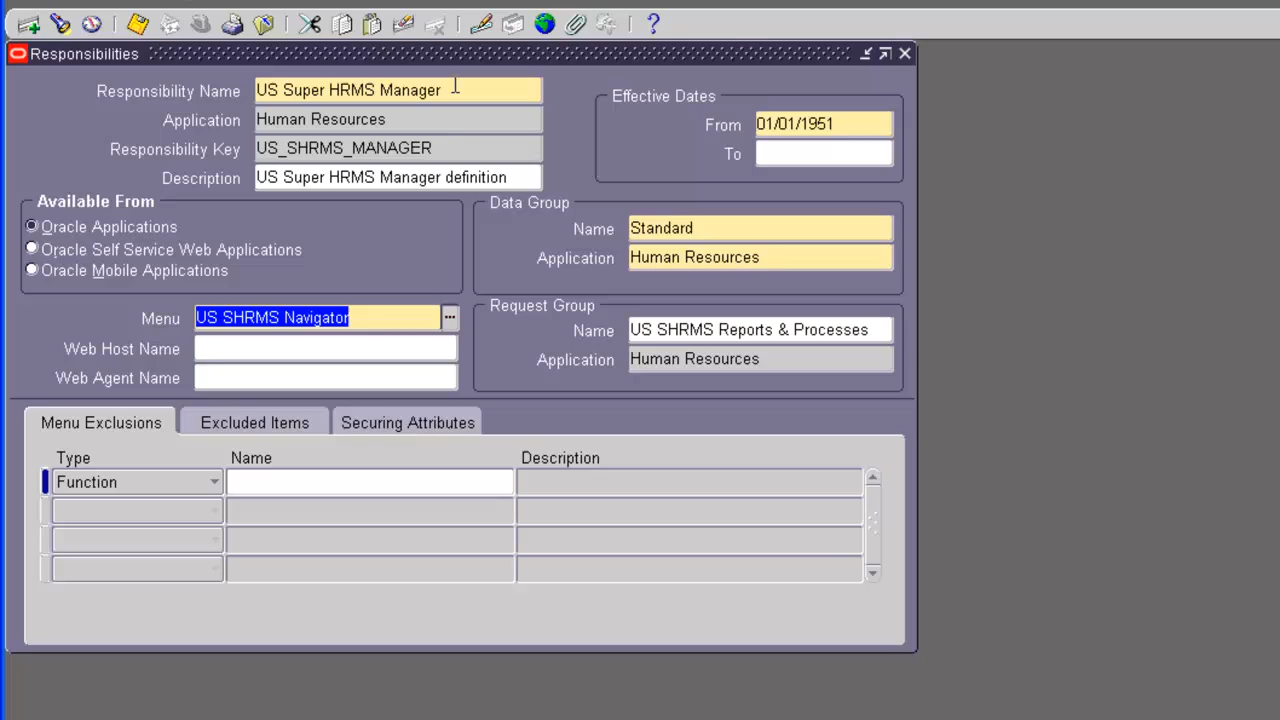 Responsibilities
Responsibility Name US Super HRMS Manager
Application Human Resources
Responsibility Key US_SHRMS_MANAGER
Description US Super HRMS Manager definition
Effective Dates
From 01/01/1951
To
Available From
Oracle Applications
Oracle Self Service Web Applications
Oracle Mobile Applications
Data Group
Name Standard
Application Human Resources
Menu US SHRMS Navigator
Web Host Name
Web Agent Name
Request Group
Name US SHRMS Reports & Processes
Application Human Resources
Menu Exclusions Excluded Items Securing Attributes
Type Name Description
Function